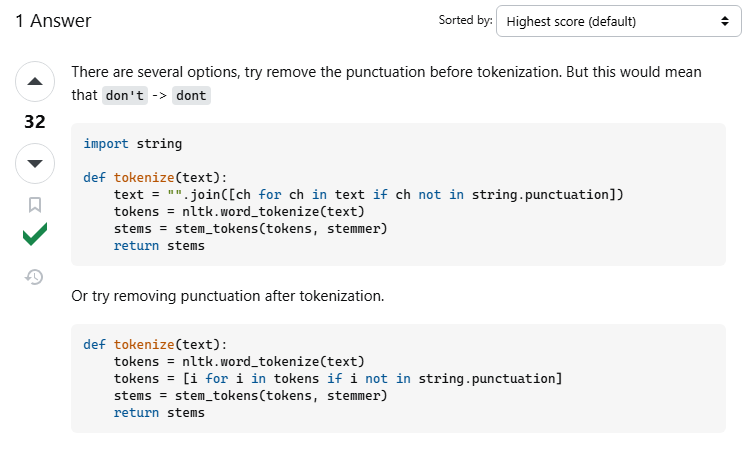 1 Answer
Sorted by:
Highest score (default)
There are several options, try remove the punctuation before tokenization. But this would mean
that don't -> dont
32
import string
def tokenize(text):
    text = "".join([ch for ch in text if ch not in string.punctuation])
    tokens = nltk.word_tokenize(text)
    stems = stem_tokens(tokens, stemmer)
    return stems
Or try removing punctuation after tokenization.
def tokenize(text):
    tokens = nltk.word_tokenize(text)
    tokens = [i for i in tokens if i not in string.punctuation]
    stems = stem_tokens(tokens, stemmer)
    return stems